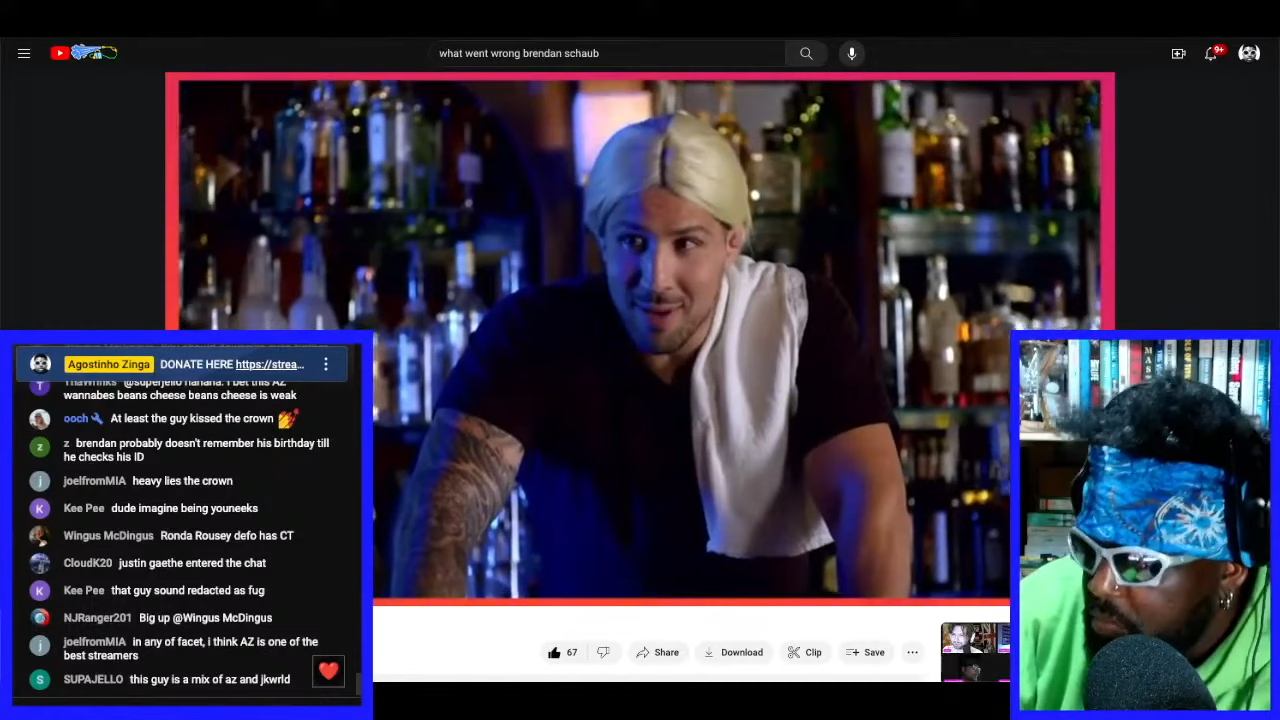 what went wrong brendan schaub
9+
Agostinho Zinga DONATE HERE https://strea...
wannabes beans cheese beans cheese is weak
ooch At least the guy kissed the crown
z brendan probably doesn't remember his birthday till
he checks his ID
joelfromMIA heavy lies the crown
Kee Pee dude imagine being youneeks
Wingus McDingus Ronda Rousey defo has CT
CloudK20 justin gaethe entered the chat
Kee Pee that guy sound redacted as fug
NJRanger201 Big up @Wingus McDingus
joelfromMIA in any of facet, i think AZ is one of the
best streamers
SUPAJELLO this guy is a mix of az and jkwrld
67 Share Download Clip Save